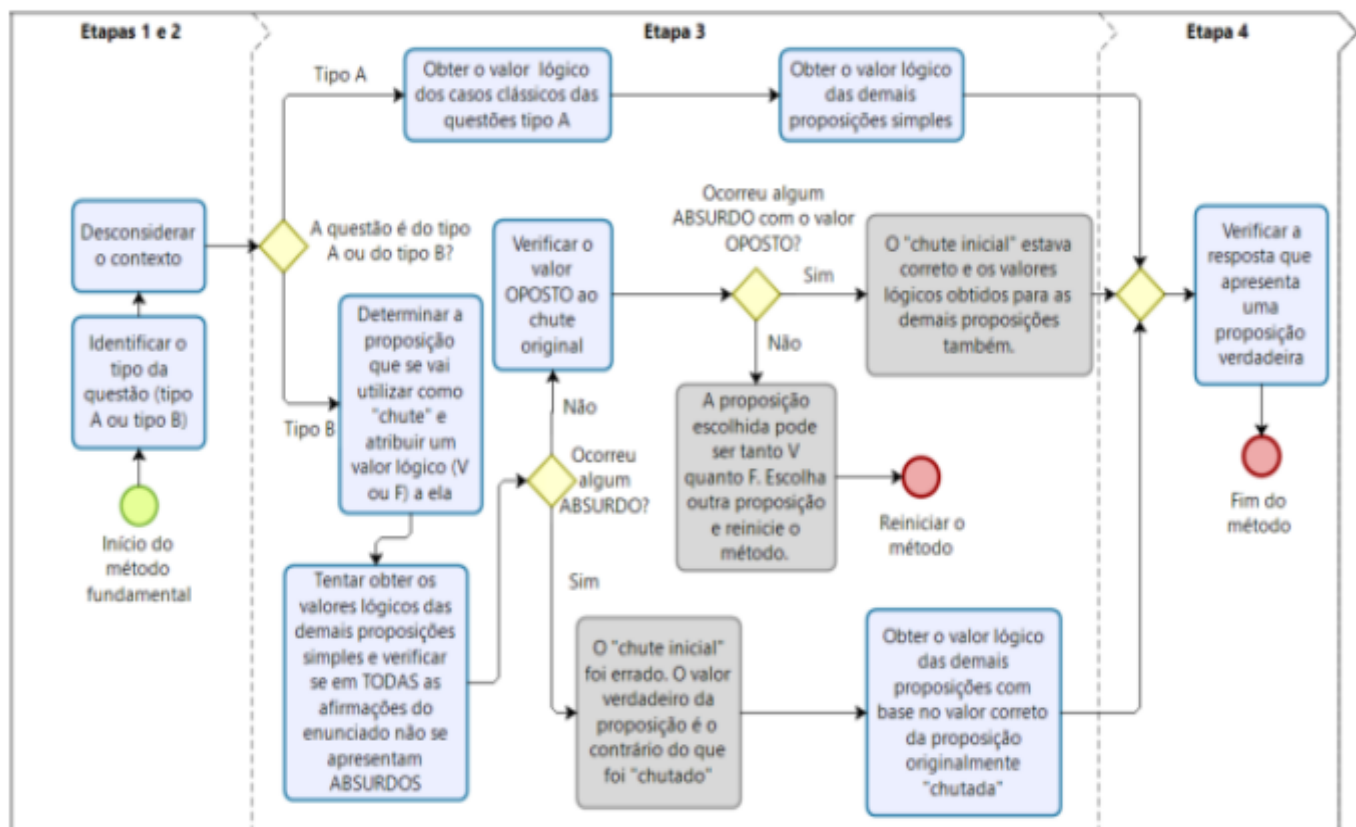 Etapas 1 e 2
Etapa 3
Etapa 4
Tipo A
Obter o valor lógico
dos casos clássicos das
questões tipo A
Obter o valor lógico
das demais
proposições simples
Desconsiderar
o contexto
A questão é do tipo
A ou do tipo B?
Identificar o
tipo da
questão (tipo
A ou tipo B)
Início do
método
fundamental
Tipo B
Determinar a
proposição
que se vai
utilizar como
"chute" e
atribuir um
valor lógico (V
ou F) a ela
Tentar obter os
valores lógicos das
demais proposições
simples e verificar
se em TODAS as
afirmações do
enunciado não se
apresentam
ABSURDOS
Verificar o
valor
OPOSTO ao
chute
original
Não
Ocorreu
algum
ABSURDO?
Sim
Ocorreu algum
ABSURDO com o valor
OPOSTO?
Sim
Não
O "chute inicial" estava
correto e os valores
lógicos obtidos para as
demais proposições
também.
A proposição
escolhida pode
ser tanto V
quanto F. Escolha
outra proposição
e reinicie o
método.
Reiniciar o
método
O "chute inicial"
foi errado. O valor
verdadeiro da
proposição é o
contrário do que
foi "chutado"
Obter o valor lógico
das demais
proposições com
base no valor correto
da proposição
originalmente
"chutada"
Verificar a
resposta que
apresenta
uma
proposição
verdadeira
Fim do
método